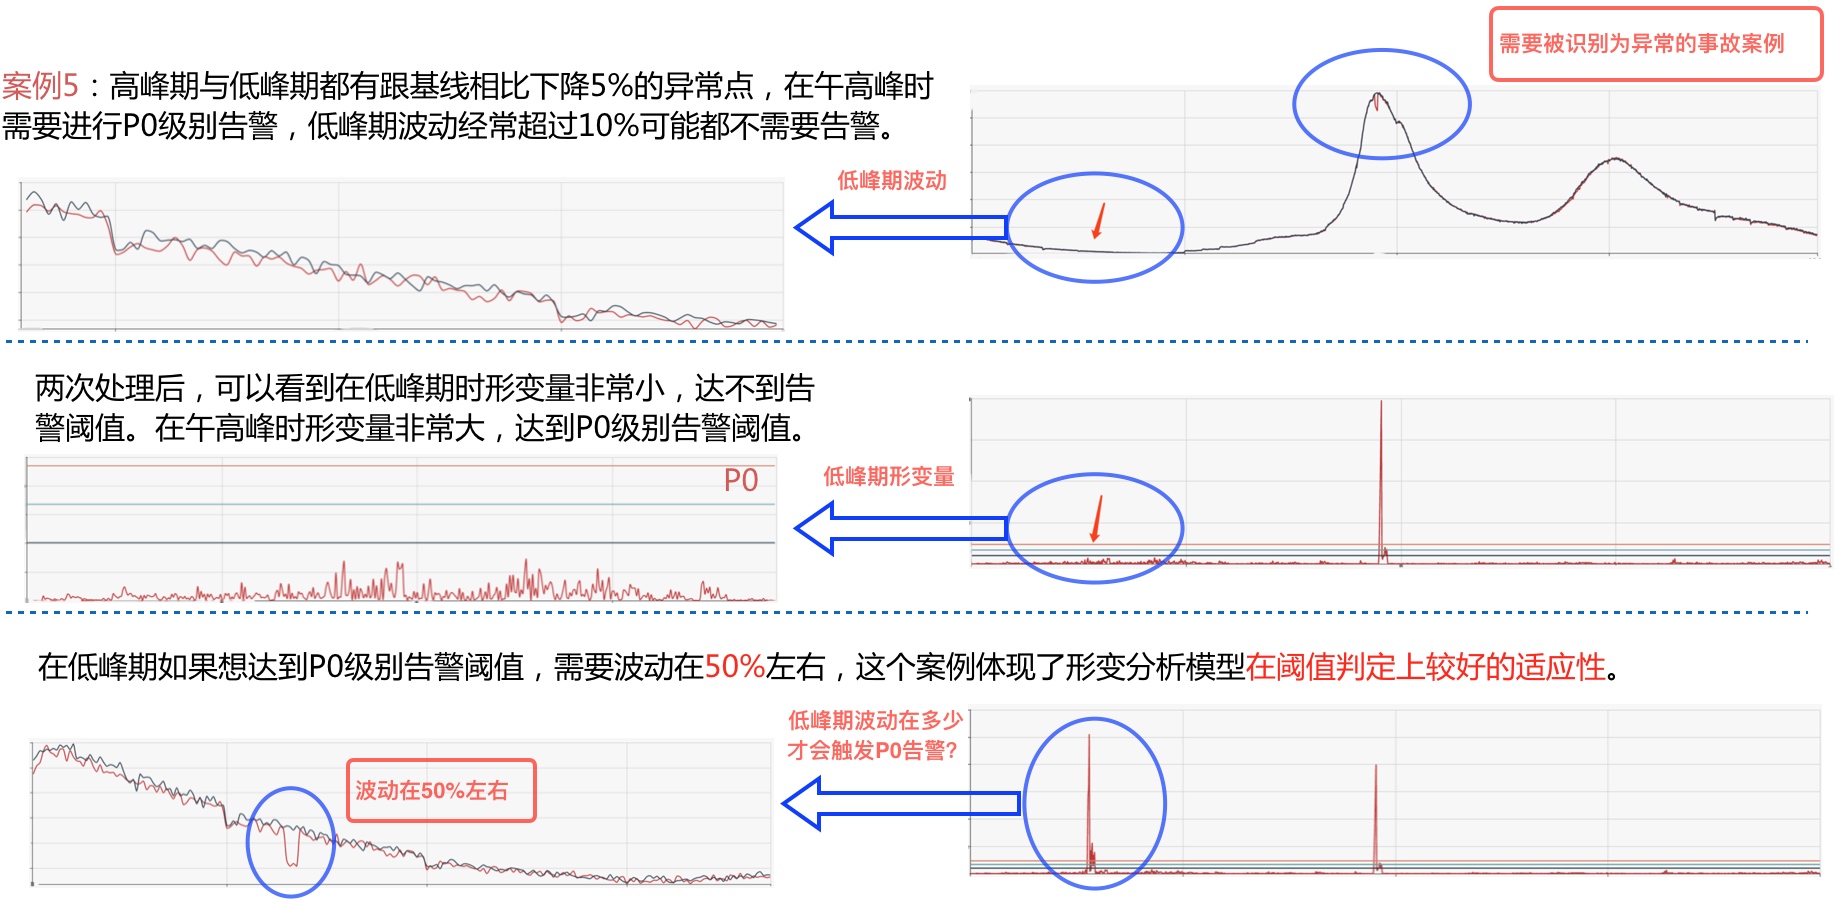 需要被识别为异常的事故案例
案例5：高峰期与低峰期都有跟基线相比下降5%的异常点，在午高峰时
需要进行P0级别告警，低峰期波动经常超过10%可能都不需要告警。
低峰期波动
两次处理后，可以看到在低峰期时形变量非常小，达不到告
警阈值。在午高峰时形变量非常大，达到P0级别告警阈值。
P0
低峰期形变量
在低峰期如果想达到P0级别告警阈值，需要波动在50%左右，这个案例体现了形变分析模型在阈值判定上较好的适应性。
低峰期波动在多少
才会触发P0告警?
波动在50%左右